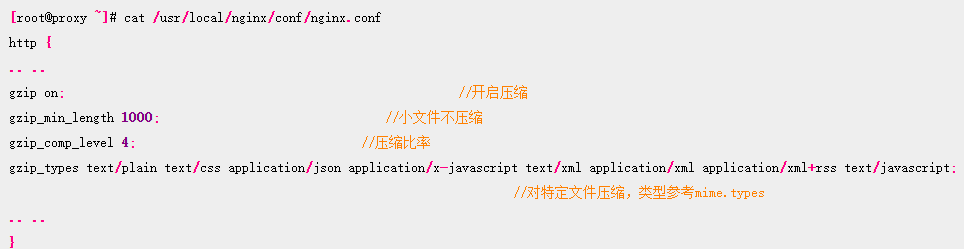 [root@proxy ~]# cat /usr/local/nginx/conf/nginx.conf
http {
.. ..
gzip on; //开启压缩
gzip_min_length 1000; //小文件不压缩
gzip_comp_level 4; //压缩比率
gzip_types text/plain text/css application/json application/x-javascript text/xml application/xml application/xml+rss text/javascript;
//对特定文件压缩，类型参考mime.types
.. ..
}